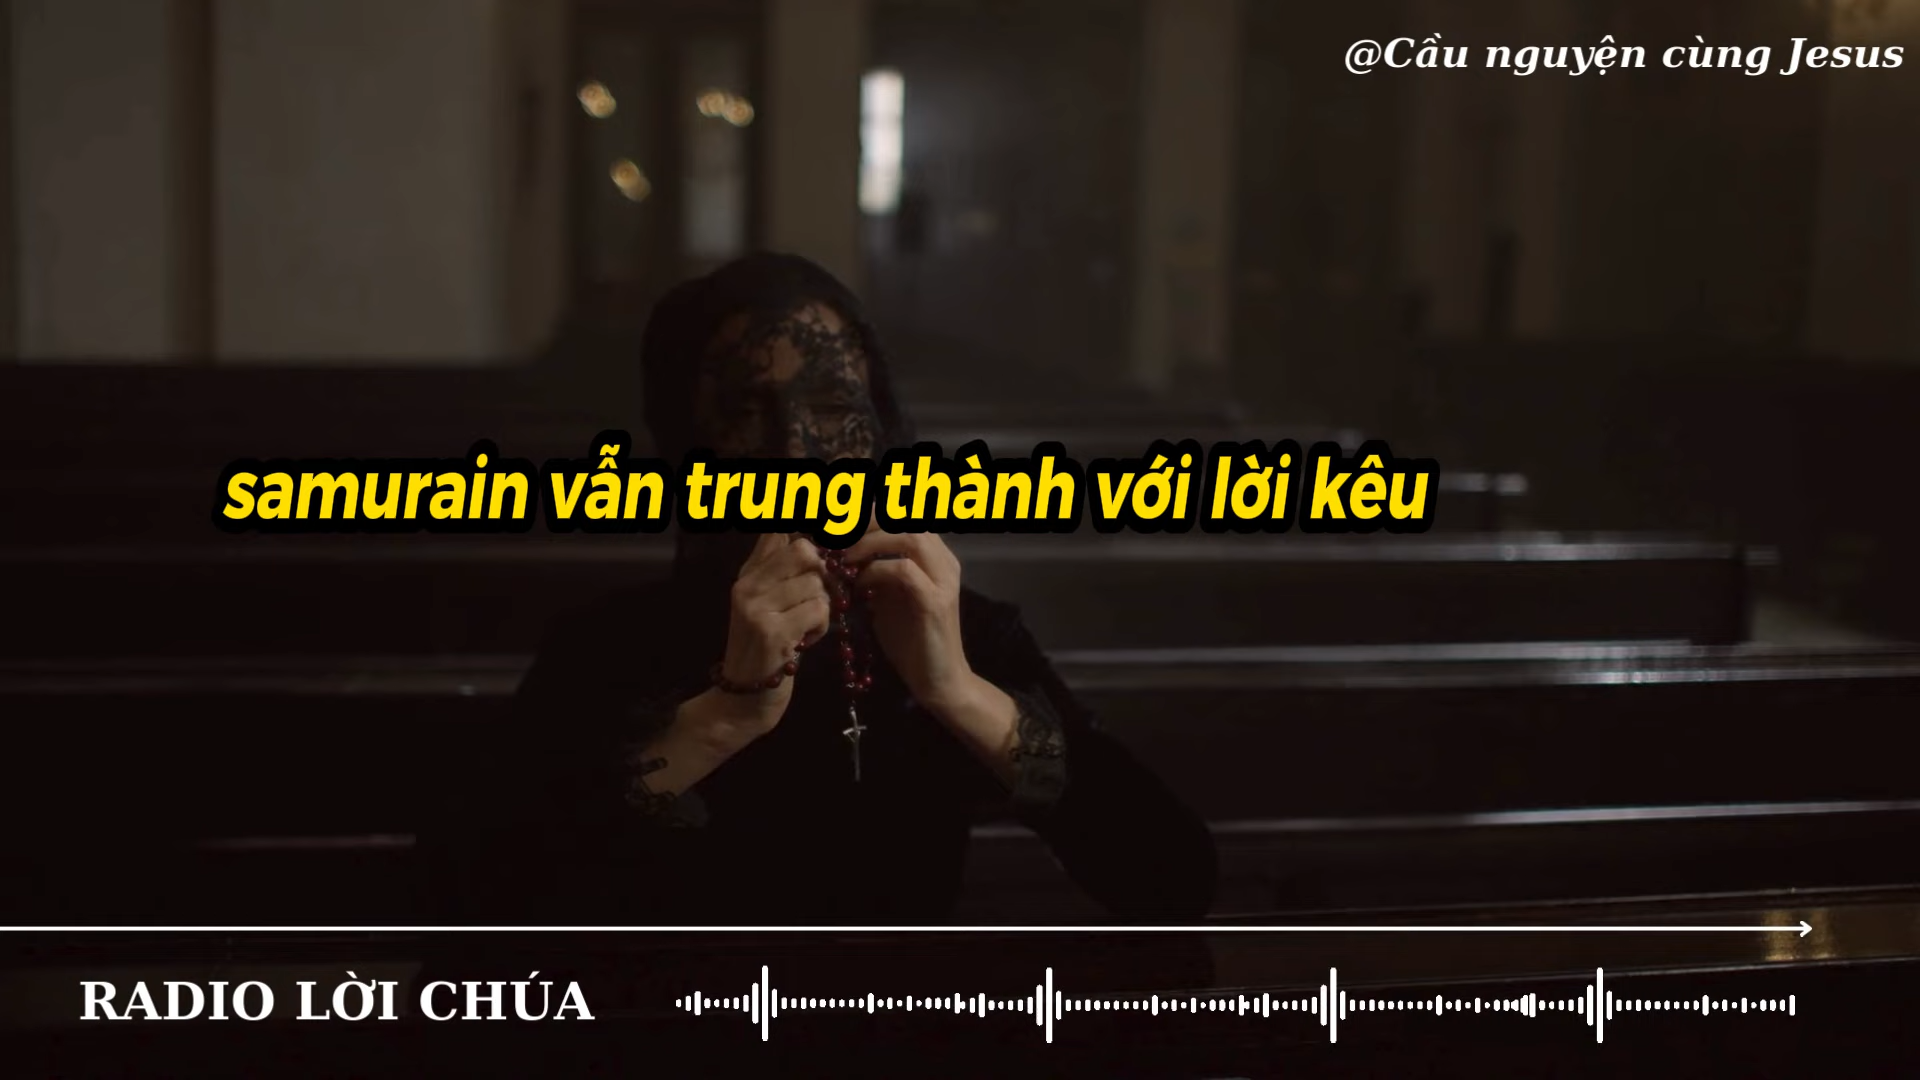 @Cầu nguyện cùng Jesus
samurain vẫn trung thành với lời kêu
RADIO LỜI CHÚA